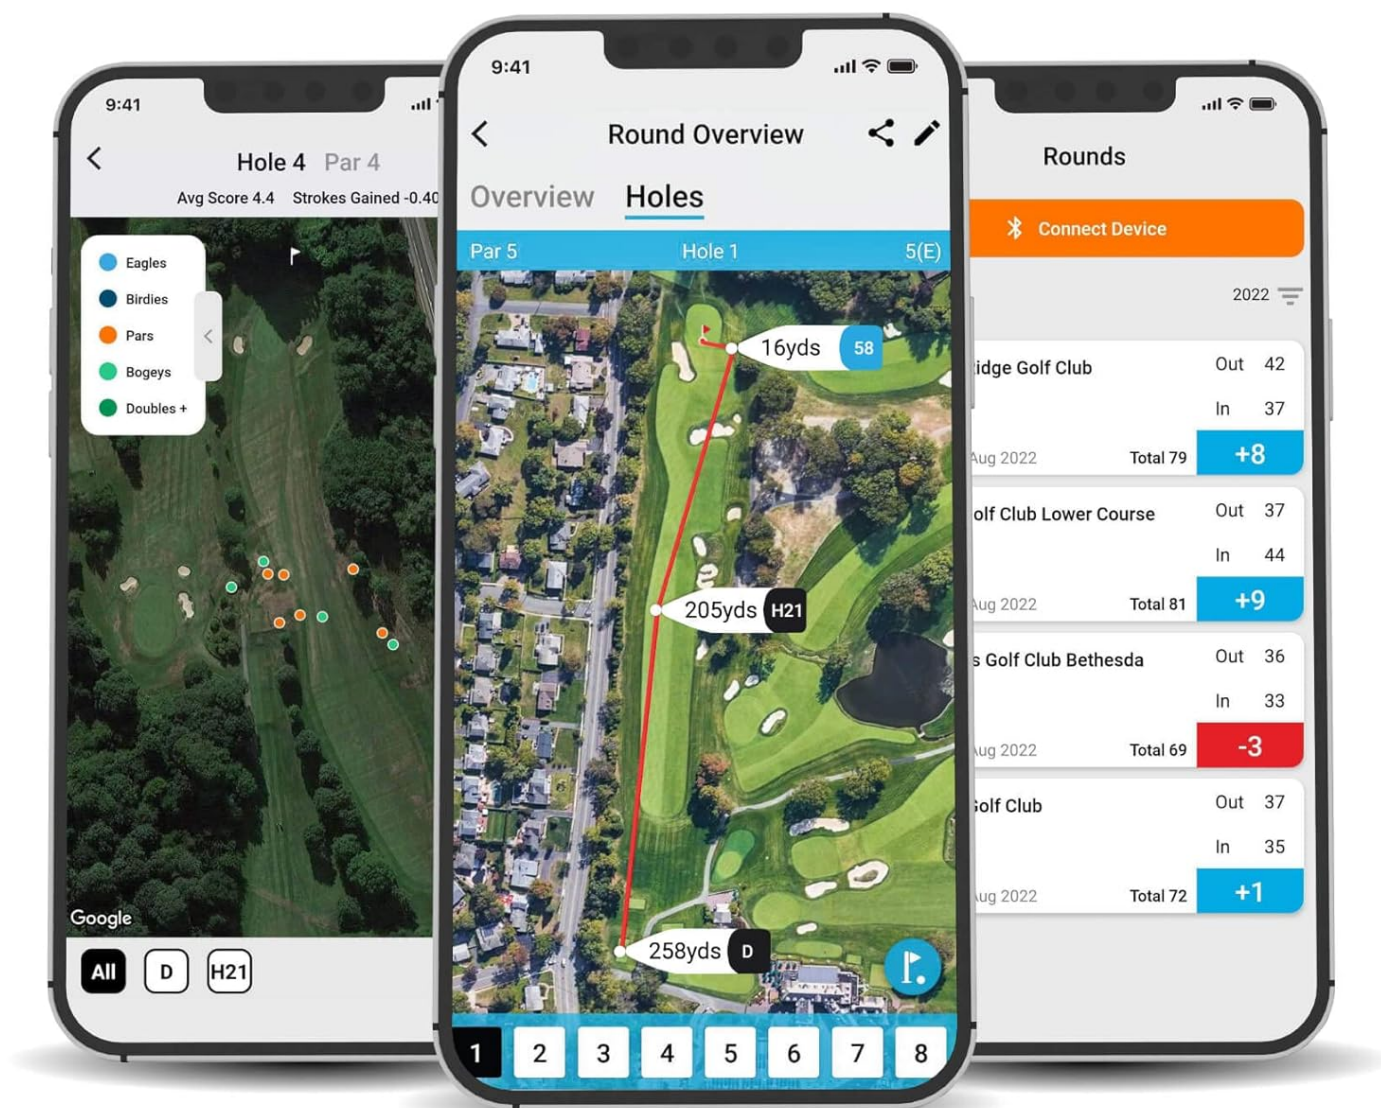 9:41
Hole 4 Par 4
Avg Score 4.4 Strokes Gained -0.40
Eagles
Birdies
Pars
Bogeys
Doubles +
Google
All D H21
9:41
Round Overview
Overview Holes
Par 5 Hole 1 5(E)
16yds 58
205yds H21
258yds D
1 2 3 4 5 6 7 8
Rounds
Connect Device
2022
idge Golf Club Out 42
In 37
Aug 2022 Total 79 +8
olf Club Lower Course Out 37
In 44
Aug 2022 Total 81 +9
s Golf Club Bethesda Out 36
In 33
Aug 2022 Total 69 -3
Golf Club Out 37
In 35
Aug 2022 Total 72 +1